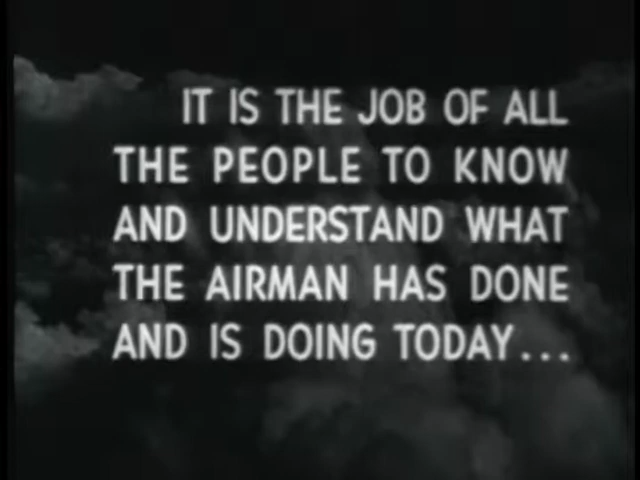 IT IS THE JOB OF ALL
THE PEOPLE TO KNOW
AND UNDERSTAND WHAT
THE AIRMAN HAS DONE
AND IS DOING TODAY...